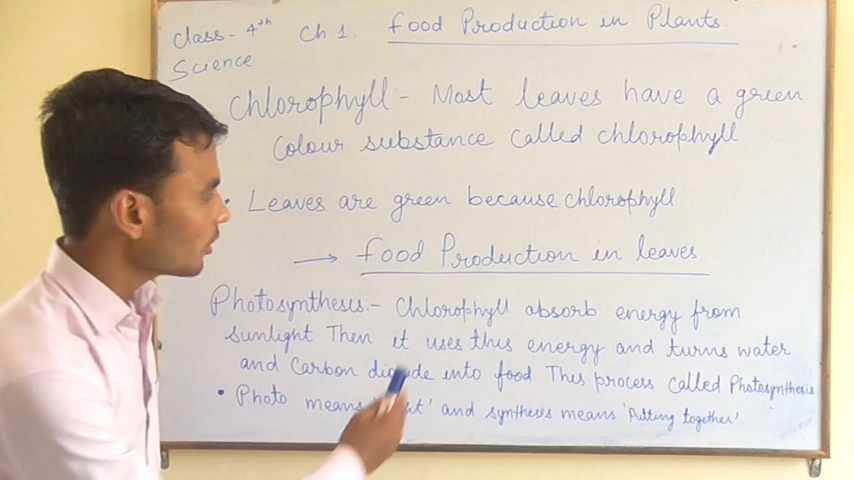 Class - 4th Ch 1. Food Production in Plants.
Science
Chlorophyll - Most leaves have a green
Colour substance called chlorophyll
• Leaves are green because chlorophyll
→ Food Production in leaves
Photosynthesis:- Chlorophyll absorb energy from
sunlight Then it uses this energy and turns water
and Carbon into food This process called Photosynthesis.
• Photo means and synthesis means 'Putting together'